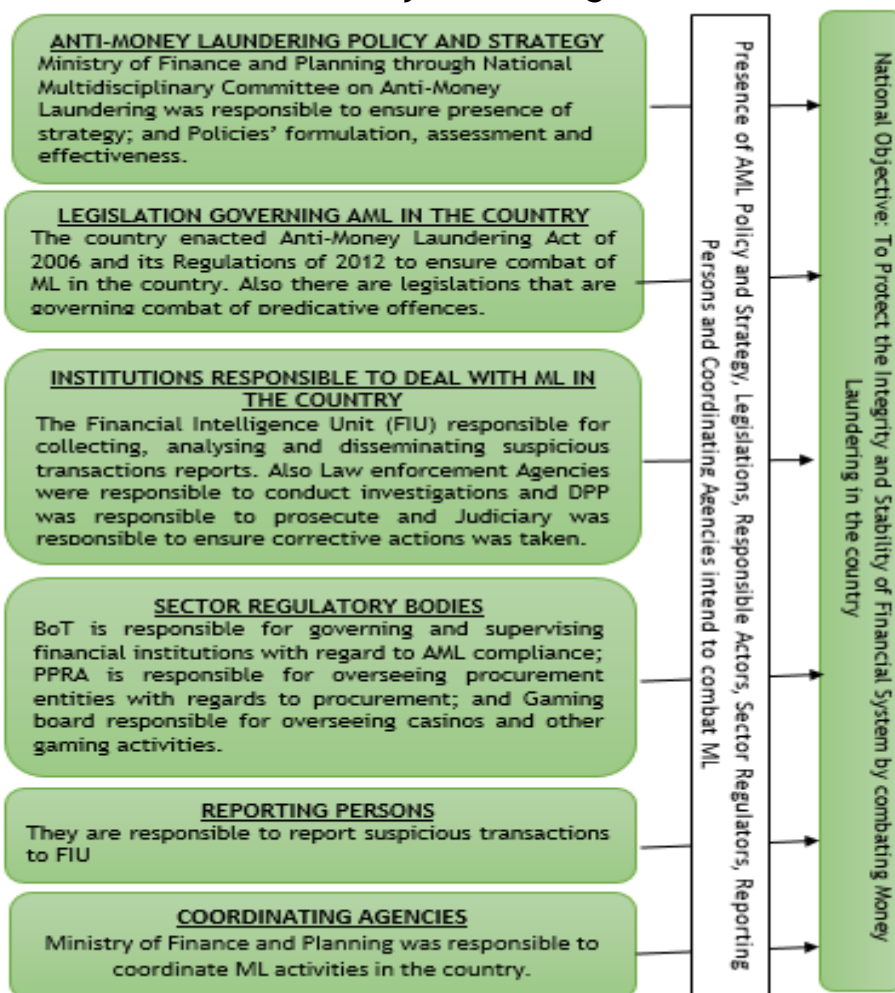 ANTI-MONEY LAUNDERING POLICY AND STRATEGY
Ministry of Finance and Planning through National
Multidisciplinary Committee on Anti-Money
Laundering was responsible to ensure presence of
strategy; and Policies’ formulation, assessment and
effectiveness.
LEGISLATION GOVERNING AML IN THE COUNTRY
The country enacted Anti-Money Laundering Act of
2006 and its Regulations of 2012 to ensure combat of
ML in the country. Also there are legislations that are
governing combat of predicative offences.
INSTITUTIONS RESPONSIBLE TO DEAL WITH ML IN
THE COUNTRY
The Financial Intelligence Unit (FIU) responsible for
collecting, analysing and disseminating suspicious
transactions reports. Also Law enforcement Agencies
were responsible to conduct investigations and DPP
was responsible to prosecute and Judiciary was
responsible to ensure corrective actions was taken.
SECTOR REGULATORY BODIES
BoT is responsible for governing and supervising
financial institutions with regard to AML compliance;
PPRA is responsible for overseeing procurement
entities with regards to procurement; and Gaming
board responsible for overseeing casinos and other
gaming activities.
REPORTING PERSONS
They are responsible to report suspicious transactions
to FIU
COORDINATING AGENCIES
Ministry of Finance and Planning was responsible to
coordinate ML activities in the country.
Presence of AML Policy and Strategy, Legislations, Responsible Actors, Sector Regulators, Reporting
Persons and Coordinating Agencies intend to combat ML
National Objective: To Protect the Integrity and Stability of Financial System by combating Money
Laundering in the country